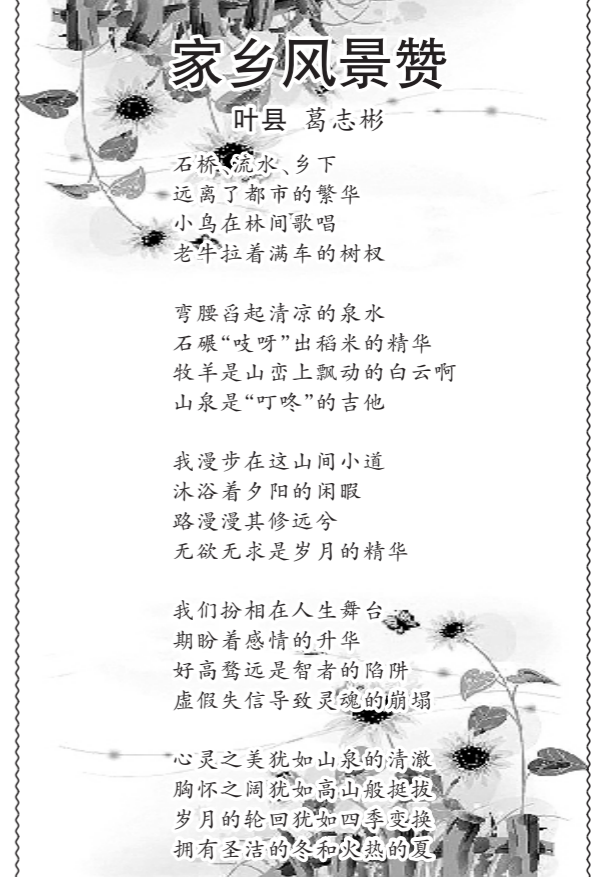 家乡风景赞
叶县 葛志彬
石桥、流水、乡下
远离了都市的繁华
小鸟在林间歌唱
老牛拉着满车的树杈
弯腰舀起清凉的泉水
石碾“吱呀”出稻米的精华
牧羊是山峦上飘动的白云啊
山泉是“叮咚”的吉他
我漫步在这山间小道
沐浴着夕阳的闲暇
路漫漫其修远兮
无欲无求是岁月的精华
我们扮相在人生舞台
期盼着感情的升华
好高骛远是智者的陷阱
虚假失信导致灵魂的崩塌
心灵之美犹如山泉的清澈
胸怀之阔犹如高山般挺拔
岁月的轮回犹如四季变换
拥有圣洁的冬和火热的夏